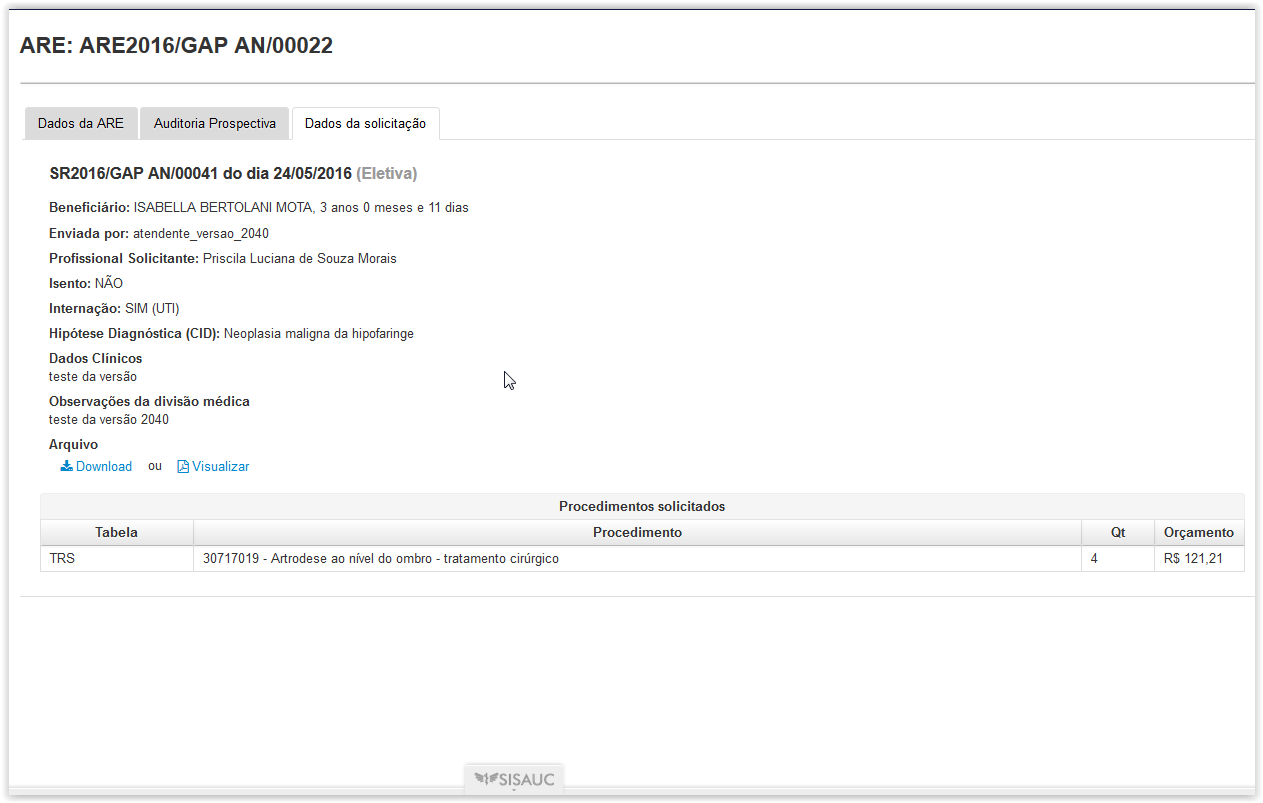 ARE: ARE2016/GAP AN/00022
Dados da ARE Auditoria Prospectiva Dados da solicitação
SR2016/GAP AN/00041 do dia 24/05/2016 (Eletiva)
Beneficiário: ISABELLA BERTOLANI MOTA, 3 anos 0 meses e 11 dias
Enviada por: atendente_versao_2040
Profissional Solicitante: Priscila Luciana de Souza Morais
Isento: NÃO
Internação: SIM (UTI)
Hipótese Diagnóstica (CID): Neoplasia maligna da hipofaringe
Dados Clínicos
teste da versão
Observações da divisão médica
teste da versão 2040
Arquivo
Download ou Visualizar
Procedimentos solicitados
Tabela Procedimento Qt Orçamento
TRS 30717019 - Artrodese ao nível do ombro - tratamento cirúrgico 4 R$ 121,21
SISAUC